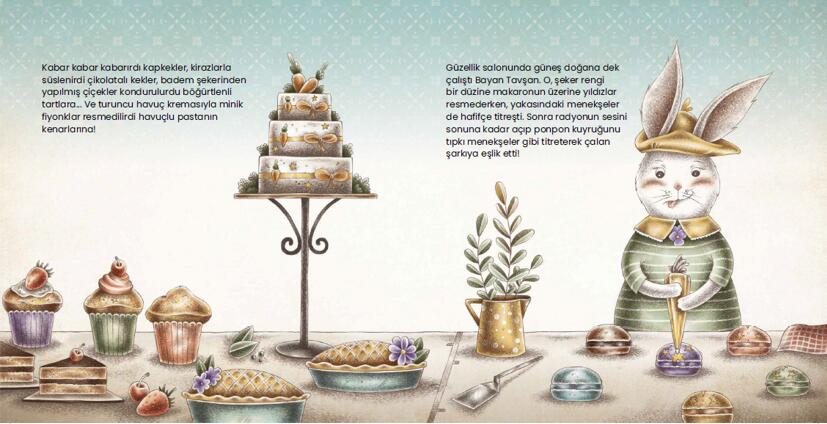 Kabar kabar kabarırdı kapkekler, kirazlarla
süslenirdi çikolatalı kekler, badem şekerinden
yapılmış çiçekler kondurulurdu böğürtlenli
tartlara... Ve turuncu havuç kremasıyla minik
fiyonklar resmedilirdi havuçlu pastanın
kenarlarına!
Güzellik salonunda güneş doğana dek
çalıştı Bayan Tavşan. O, şeker rengi
bir düzine makaronun üzerine yıldızlar
resmederken, yakasındaki menekşeler
de hafifçe titreşti. Sonra radyonun sesini
sonuna kadar açıp ponpon kuyruğunu
tıpkı menekşeler gibi titreterek çalan
şarkıya eşlik etti!